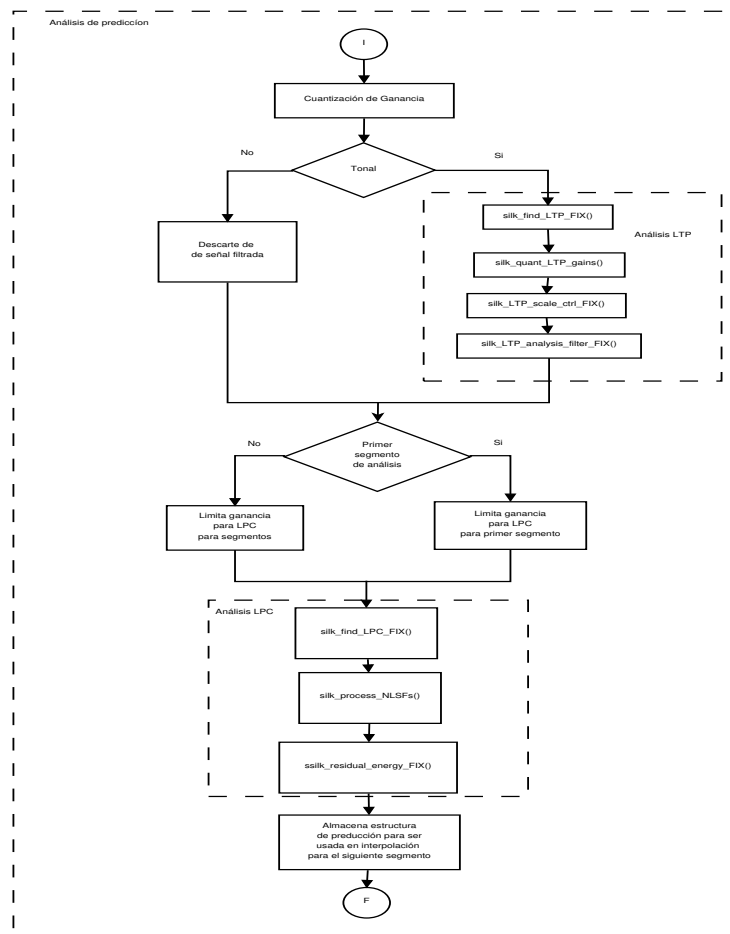 Análisis de prediccíon
I
Cuantización de Ganancia
Tonal
No
Si
silk_find_LTP_FIX()
Análisis LTP
Descarte de
de señal filtrada
silk_quant_LTP_gains()
silk_LTP_scale_ctrl_FIX()
silk_LTP_analysis_filter_FIX()
Primer
segmento
de análisis
No
Si
Limita ganancia
para LPC
para segmentos
Limita ganancia
para LPC
para primer segmento
Análisis LPC
silk_find_LPC_FIX()
silk_process_NLSFs()
ssilk_residual_energy_FIX()
Almacena estructura
de preducción para ser
usada en interpolación
para el siguiente segmento
F